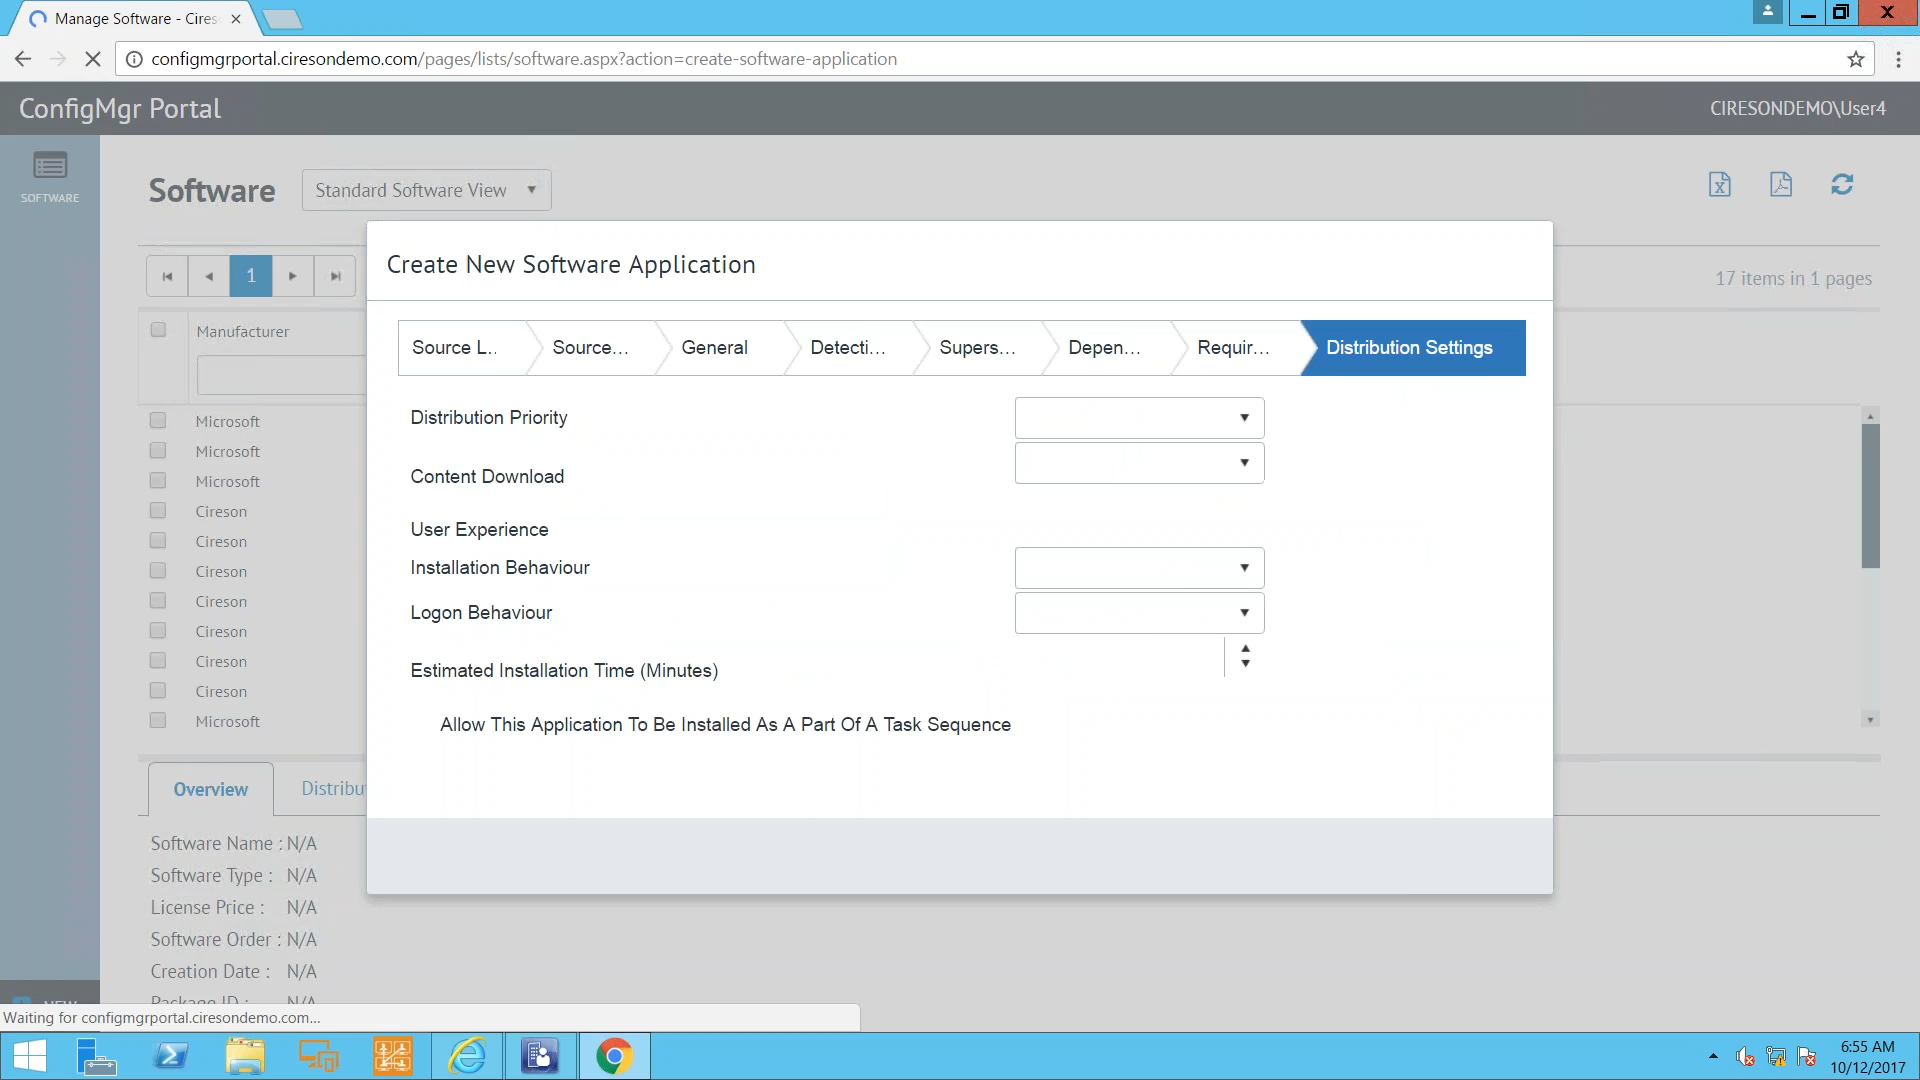 Manage Software - Cires
configmgrportal.ciresondemo.com/pages/lists/software.aspx?action=create-software-application
ConfigMgr Portal
CIRESONDEMO\User4
SOFTWARE
Software
Standard Software View
Create New Software Application
1
17 items in 1 pages
Manufacturer
Source L..
Source...
General
Detecti...
Supers...
Depen...
Requir...
Distribution Settings
Distribution Priority
Content Download
User Experience
Installation Behaviour
Logon Behaviour
Estimated Installation Time (Minutes)
Allow This Application To Be Installed As A Part Of A Task Sequence
Microsoft
Microsoft
Microsoft
Cireson
Cireson
Cireson
Cireson
Cireson
Cireson
Cireson
Microsoft
Overview
Distribu
Software Name : N/A
Software Type : N/A
License Price : N/A
Software Order : N/A
Creation Date : N/A
Package ID : N/A
NEW
Waiting for configmgrportal.ciresondemo.com...
6:55 AM
10/12/2017